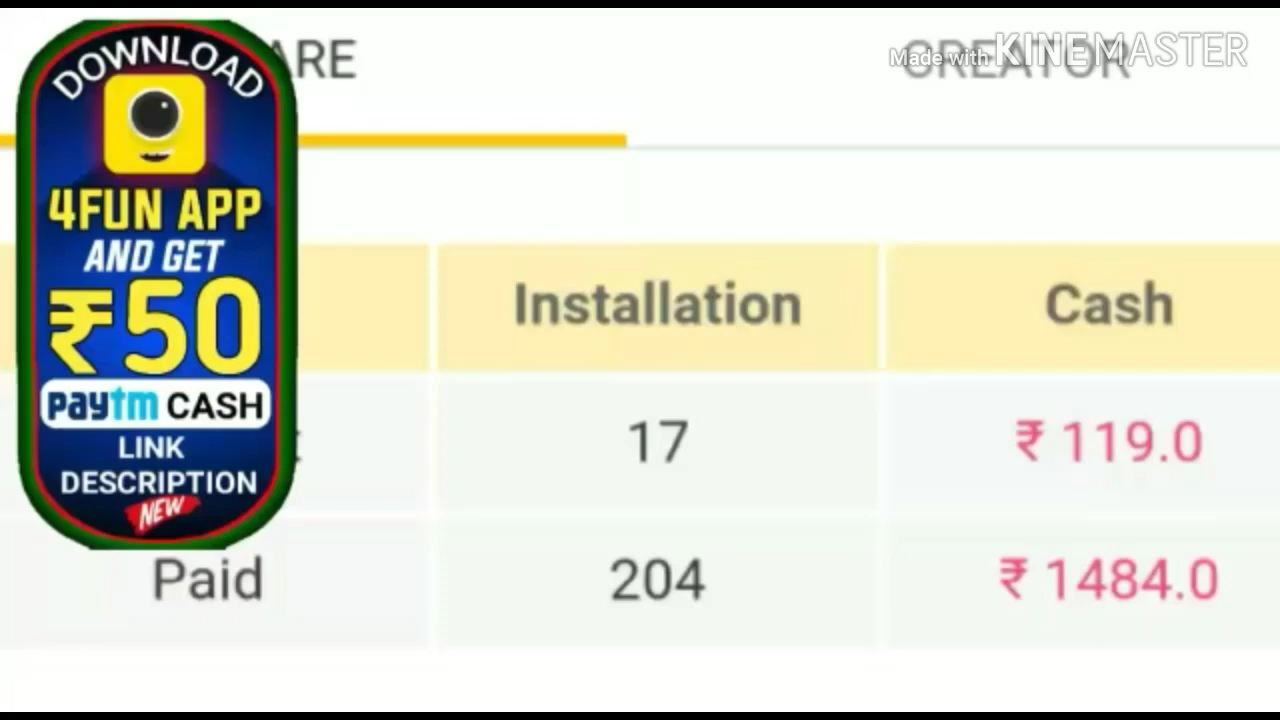 DOWNLOAD
4FUN APP
AND GET
₹50
paytm CASH
LINK
DESCRIPTION
NEW
CREATOR
Made with KINEMASTER
Installation Cash
17 ₹ 119.0
Paid 204 ₹ 1484.0